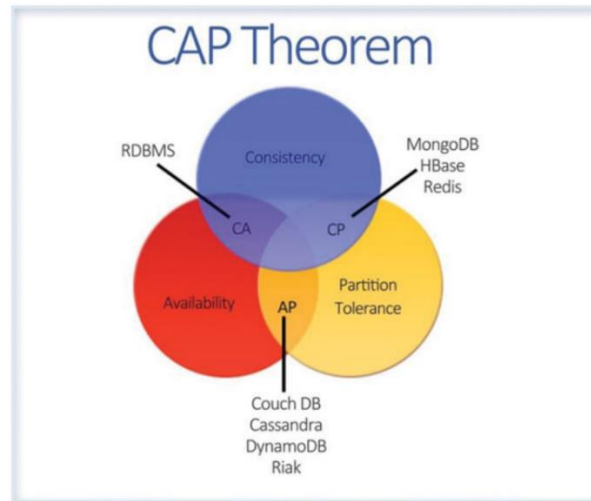 CAP Theorem
RDBMS
Consistency
MongoDB
HBase
Redis
CA
CP
Availability
AP
Partition
Tolerance
Couch DB
Cassandra
DynamoDB
Riak